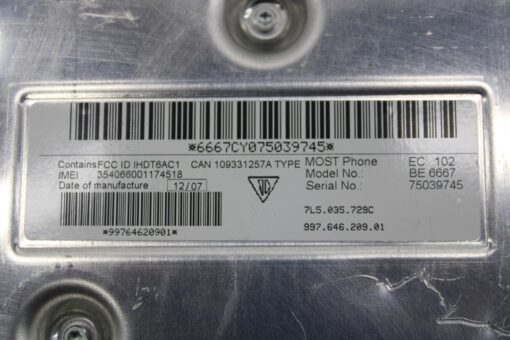 *6667CY075039745*
ContainsFCC ID IHDT6AC1 CAN 109331257A TYPE MOST Phone EC 102
IMEI 354066001174518 Model No.: BE 6667
Date of manufacture 12/07 Serial No.: 75039745
7L5.035.729C
*99764620901* 997.646.209.01